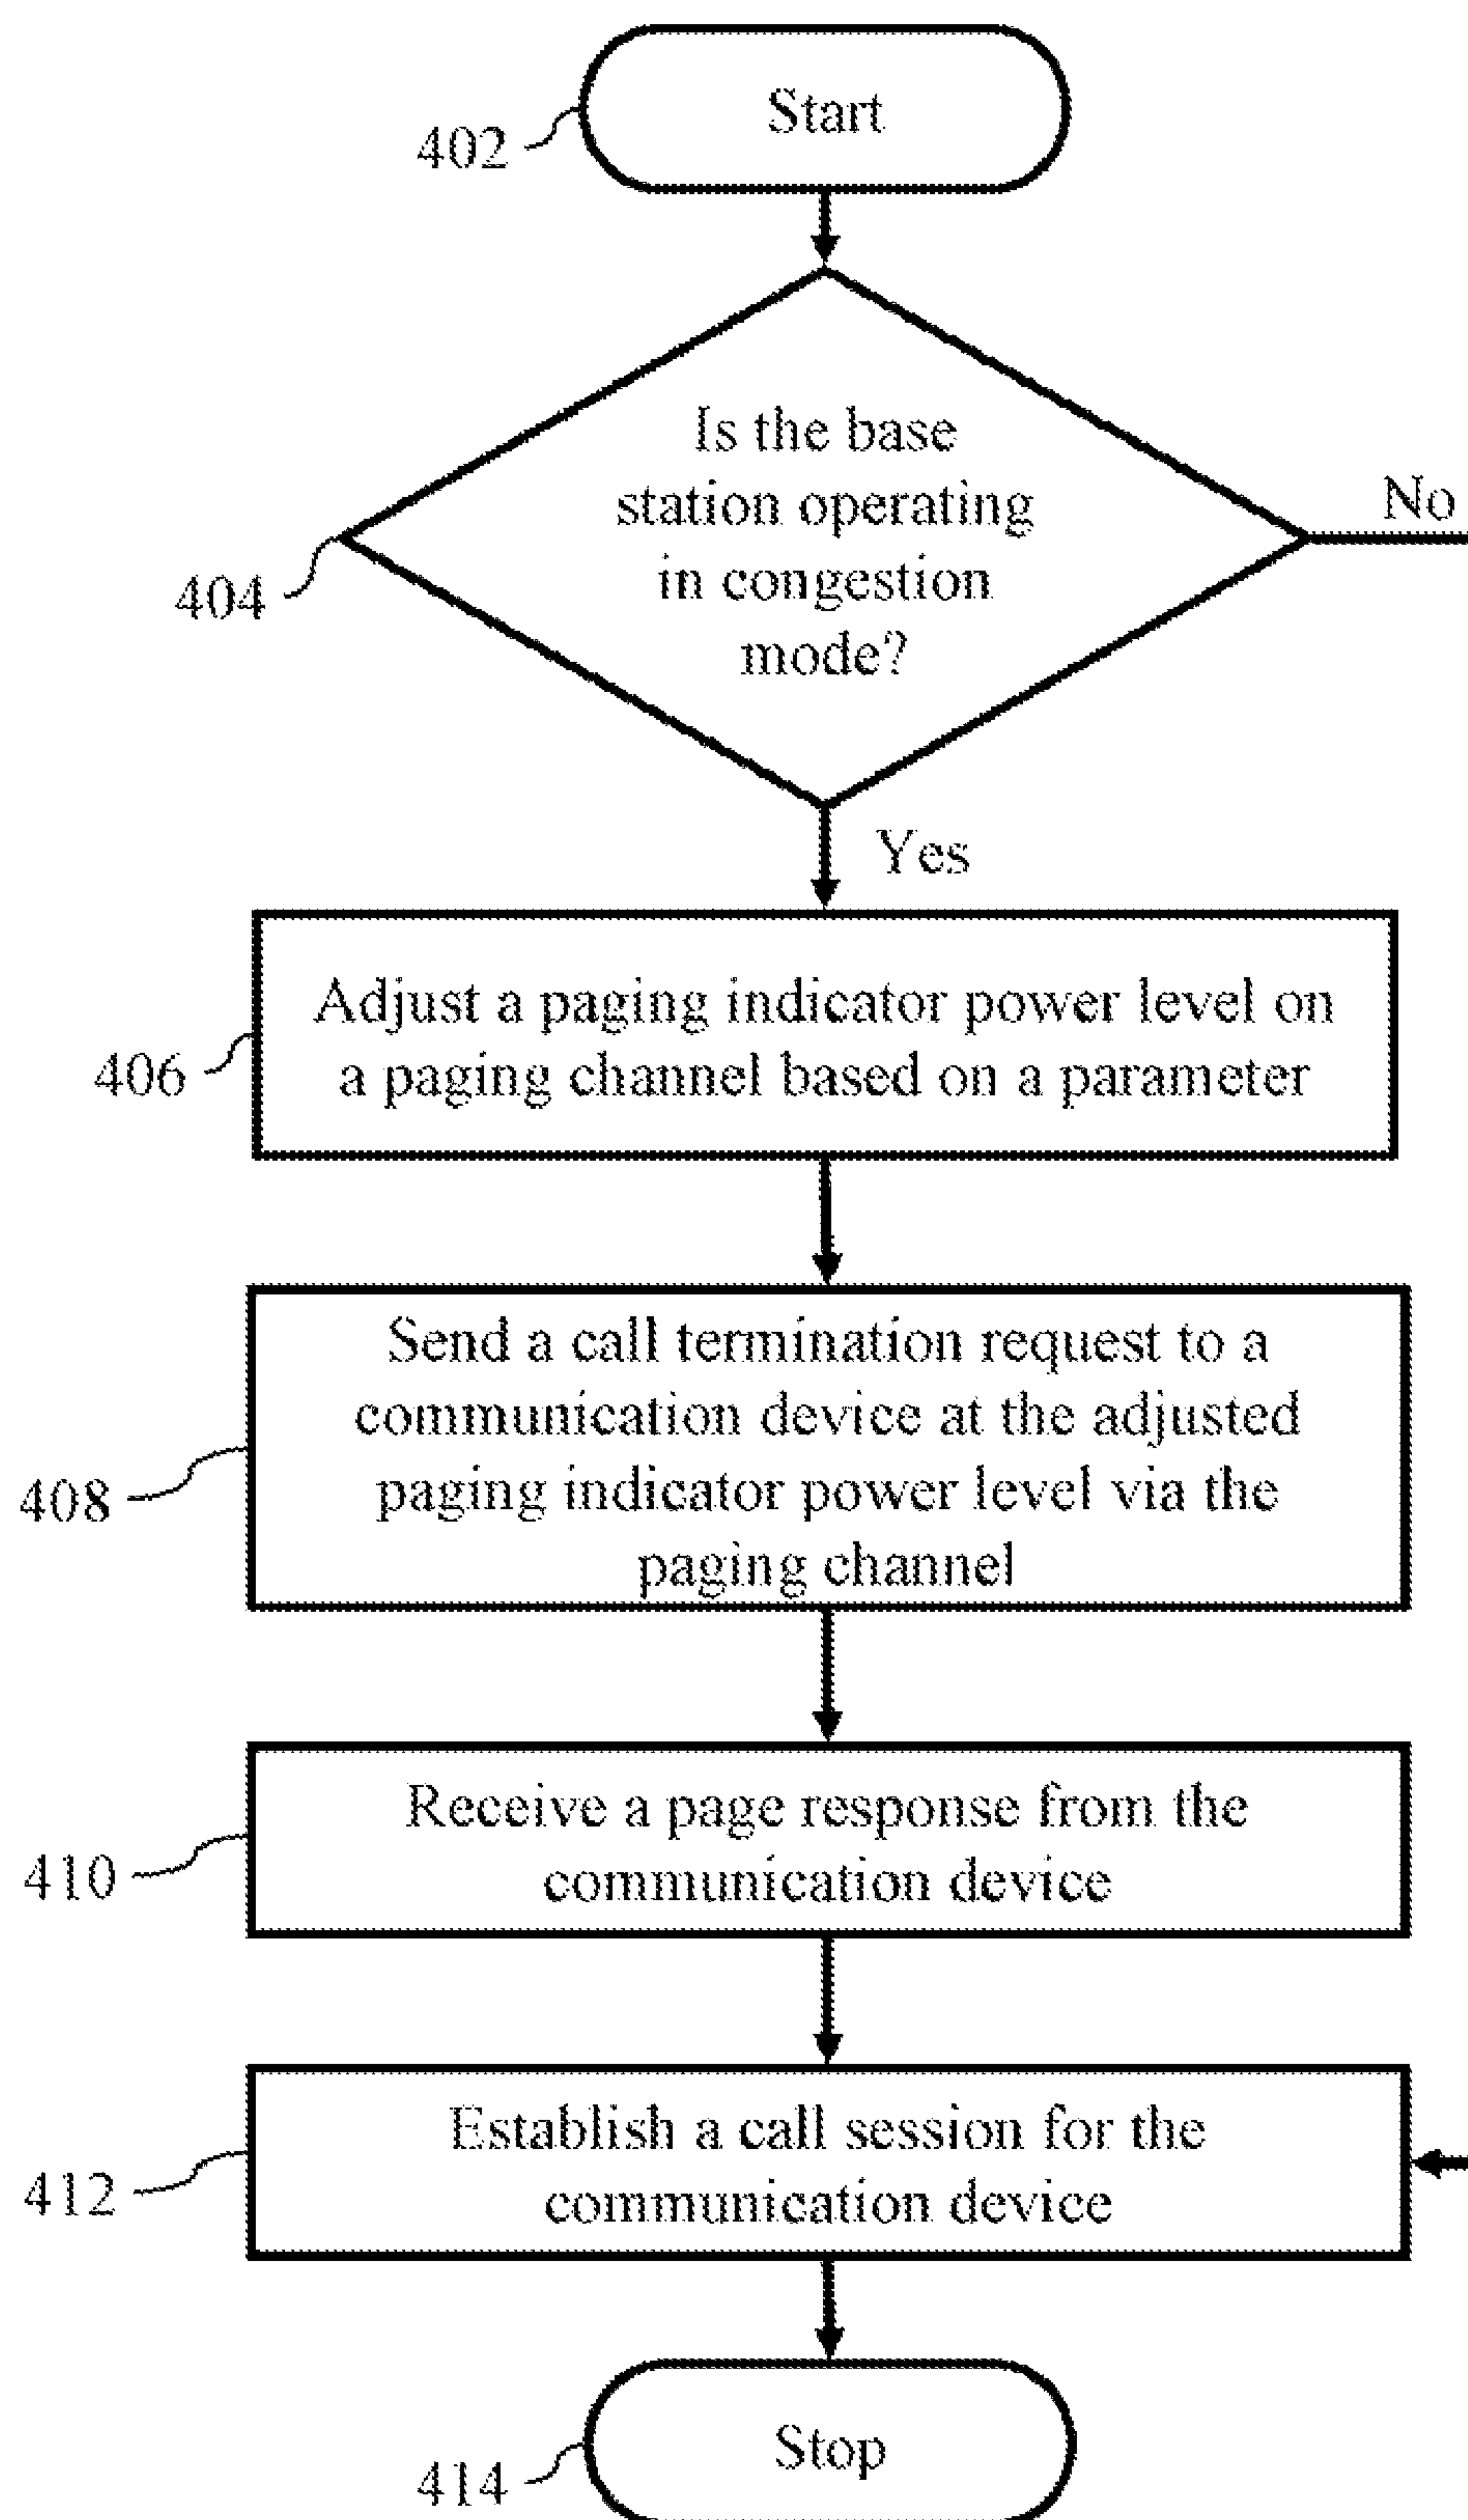 Start
402
Is the base
station operating
in congestion
mode?
No
404
Yes
Adjust a paging indicator power level on
a paging channel based on a parameter
406
Send a call termination request to a
communication device at the adjusted
paging indicator power level via the
paging channel
408
Receive a page response from the
communication device
410
Establish a call session for the
communication device
412
Stop
414